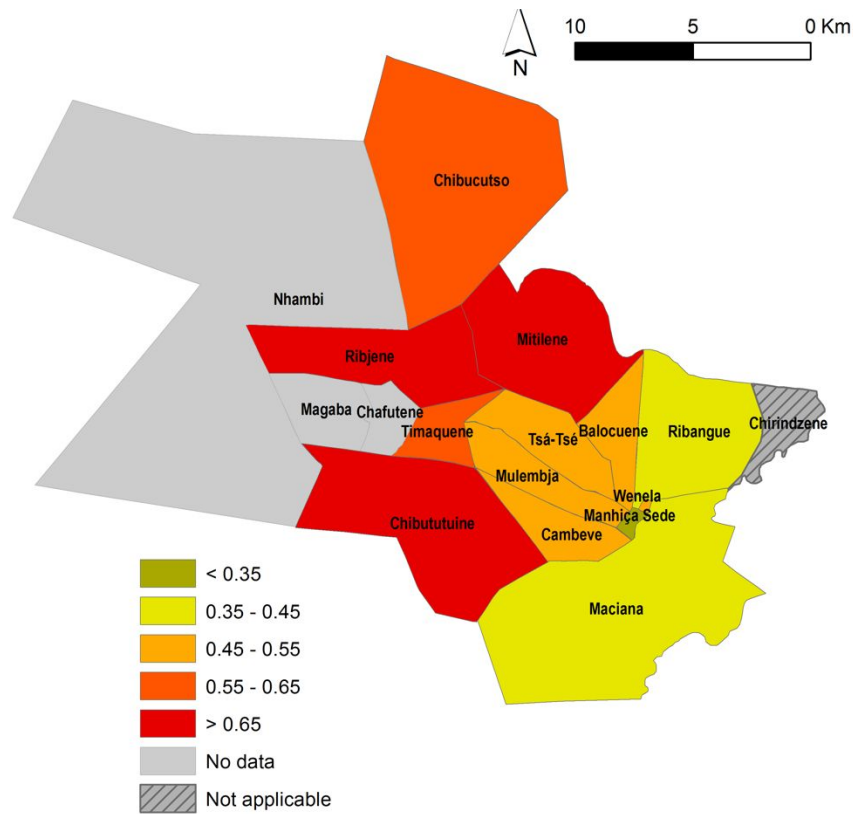 10 5 0 Km
N
Chibucutso
Nhambi
Mitilene
Ribjene
Magaba
Chafutene
Timaquene
Tsá-Tsé
Balocuene
Ribangue
Chirindzene
Mulembja
Wenela
Manhiça Sede
Cambeve
Chibututuine
Maciana
< 0.35
0.35 - 0.45
0.45 - 0.55
0.55 - 0.65
> 0.65
No data
Not applicable